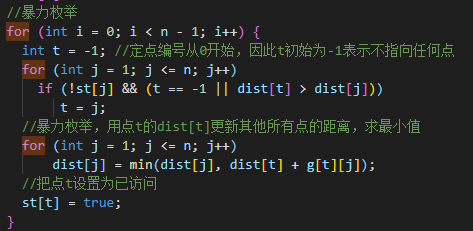 //暴力枚举
for (int i = 0; i < n - 1; i++) {
int t = -1; //定点编号从0开始，因此t初始为-1表示不指向任何点
for (int j = 1; j <= n; j++)
if (!st[j] && (t == -1 || dist[t] > dist[j]))
t = j;
//暴力枚举，用点t的dist[t]更新其他所有点的距离，求最小值
for (int j = 1; j <= n; j++)
dist[j] = min(dist[j], dist[t] + g[t][j]);
//把点t设置为已访问
st[t] = true;
}